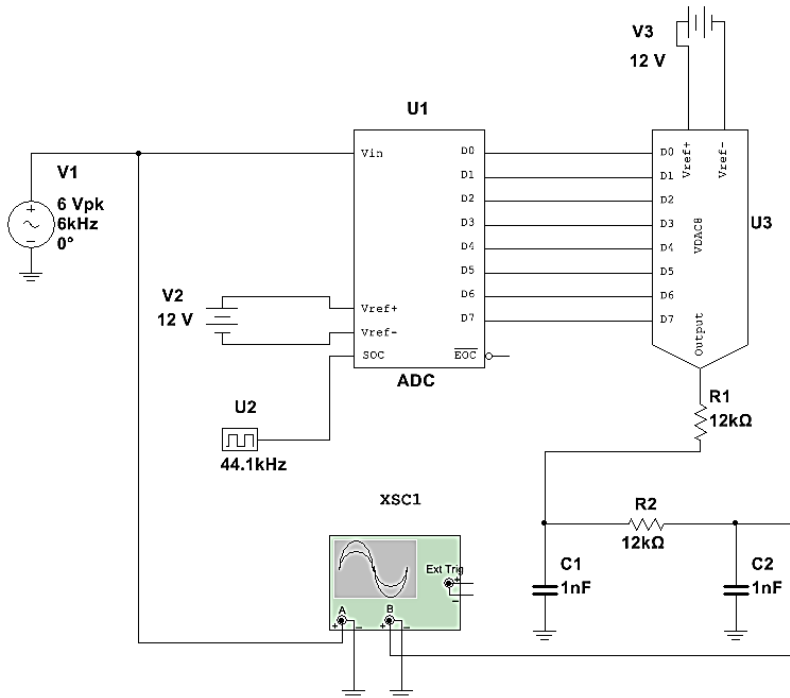 V3
12 V
U1
V1
6 Vpk
6kHz
0°
Vin
D0
D1
D2
D3
D4
D5
D6
D7
Vref+
Vref-
SOC
EOC
ADC
V2
12 V
U2
44.1kHz
D0
D1
D2
D3
D4
D5
D6
D7
Vref+
Vref-
VDAC8
Output
U3
R1
12kΩ
R2
12kΩ
C1
1nF
C2
1nF
XSC1
Ext Trig
+
-
A
B
+
-
+
-